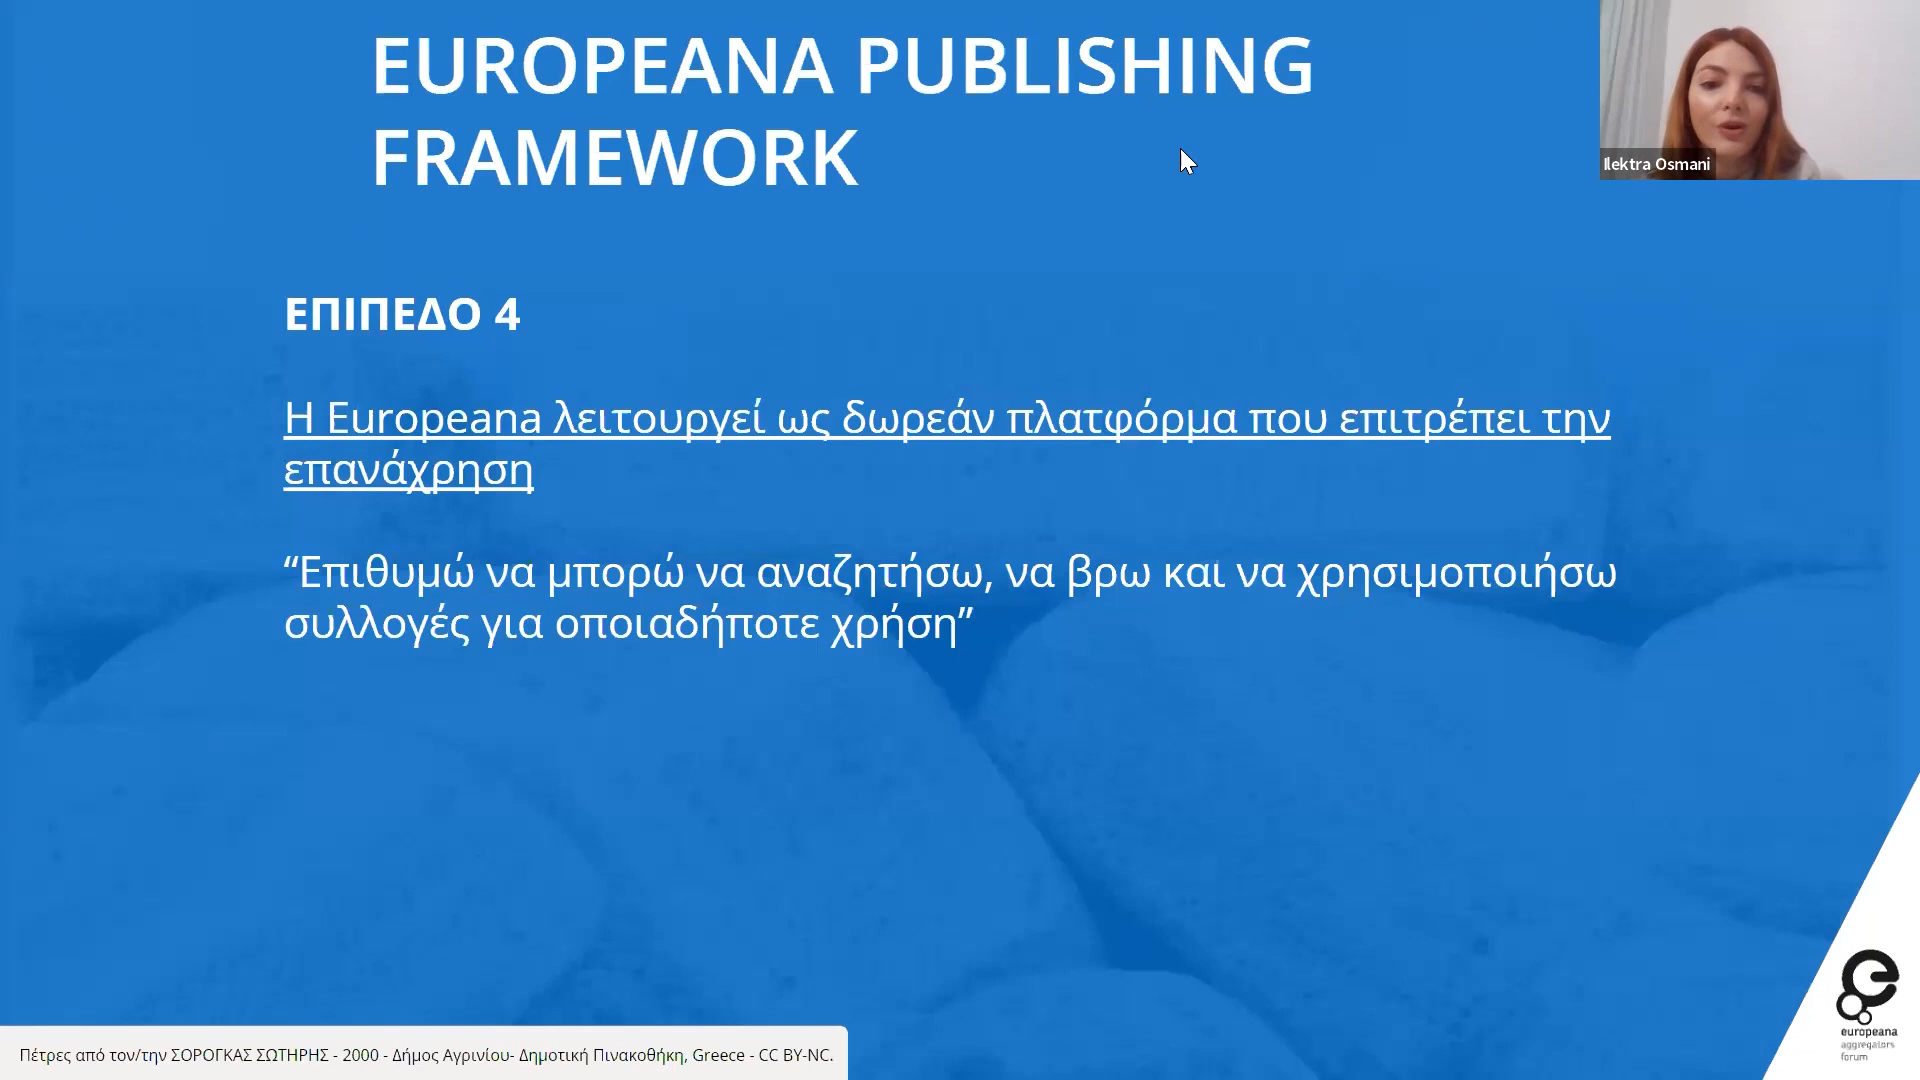 EUROPEANA PUBLISHING
FRAMEWORK
Ilektra Osmani
ΕΠΙΠΕΔΟ 4
Η Europeana λειτουργεί ως δωρεάν πλατφόρμα που επιτρέπει την
επανάχρηση
“Επιθυμώ να μπορώ να αναζητήσω, να βρω και να χρησιμοποιήσω
συλλογές για οποιαδήποτε χρήση”
europeana
aggregators
forum
Πέτρες από τον/την ΣΟΡΟΓΚΑΣ ΣΩΤΗΡΗΣ - 2000 - Δήμος Αγρινίου- Δημοτική Πινακοθήκη, Greece - CC BY-NC.